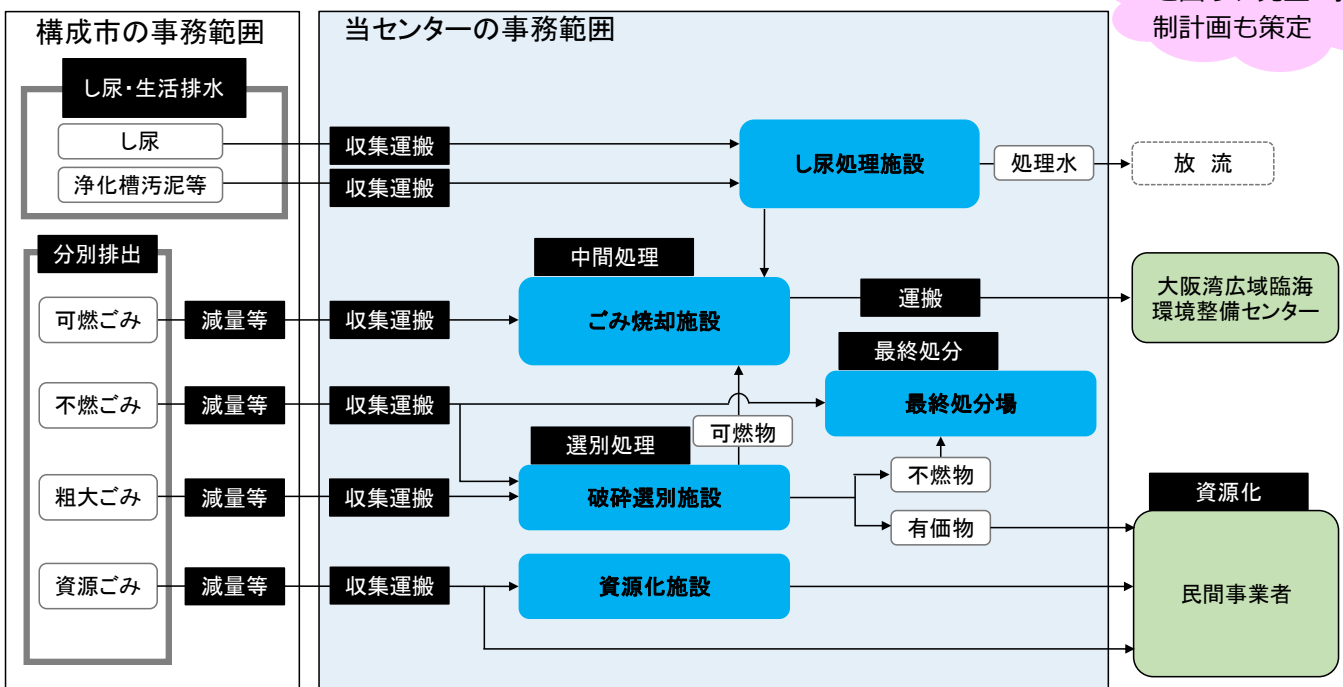 制計画も策定
構成市の事務範囲
当センターの事務範囲
し尿・生活排水
し尿
収集運搬
し尿処理施設
処理水
放 流
浄化槽汚泥等
収集運搬
分別排出
中間処理
可燃ごみ
減量等
収集運搬
ごみ焼却施設
運搬
大阪湾広域臨海
環境整備センター
最終処分
不燃ごみ
減量等
収集運搬
可燃物
最終処分場
選別処理
粗大ごみ
減量等
収集運搬
破砕選別施設
不燃物
有価物
資源化
資源ごみ
減量等
収集運搬
資源化施設
民間事業者